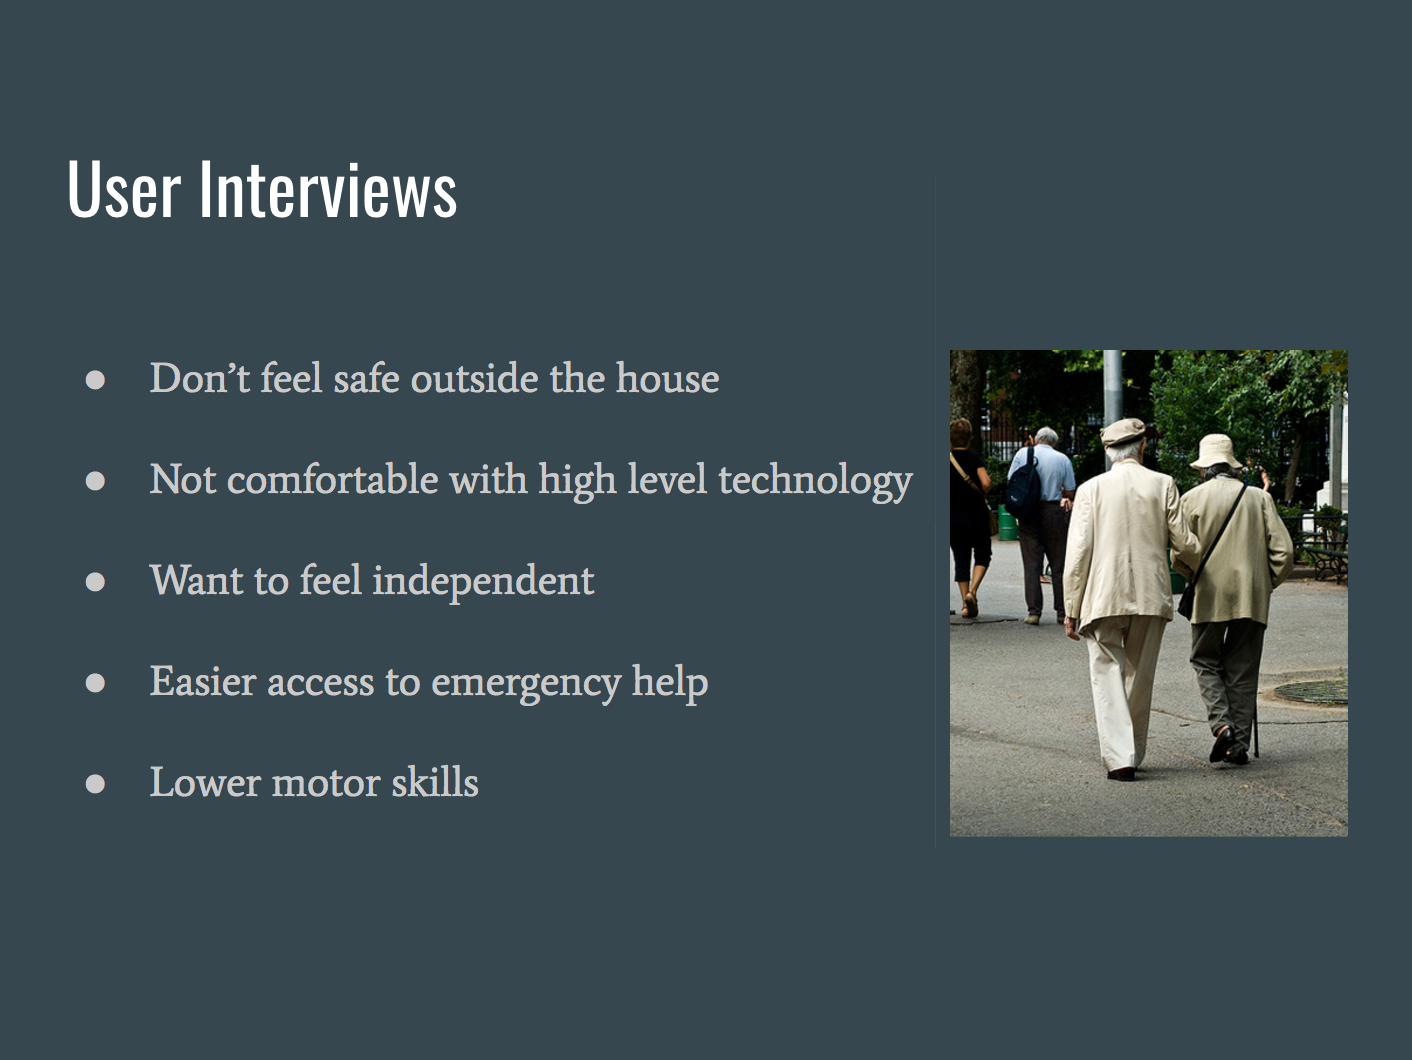 User Interviews
● Don’t feel safe outside the house
● Not comfortable with high level technology
● Want to feel independent
● Easier access to emergency help
● Lower motor skills